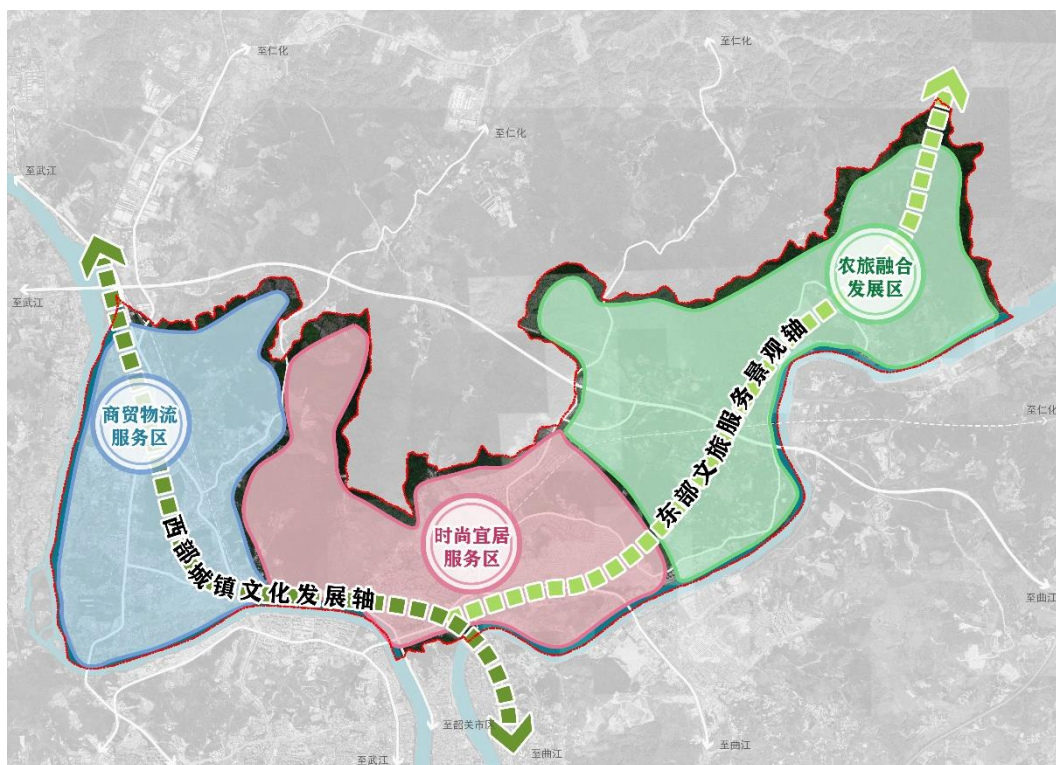 至仁化
至仁化
至仁化
至武江
至武江
农旅融合
发展区
商贸物流
服务区
东部文旅服务景观轴
至仁化
时尚宜居
服务区
西部城镇文化发展轴
至曲江
至韶关市区
至武江
至曲江
至曲江